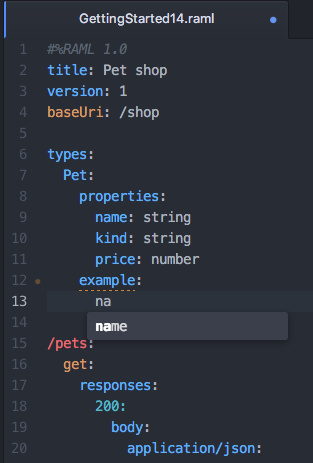 GettingStarted14.raml
1 #%RAML 1.0
2 title: Pet shop
3 version: 1
4 baseUri: /shop
5
6 types:
7 Pet:
8 properties:
9 name: string
10 kind: string
11 price: number
12 example:
13 na
14 name
15 /pets:
16 get:
17 responses:
18 200:
19 body:
20 application/json: